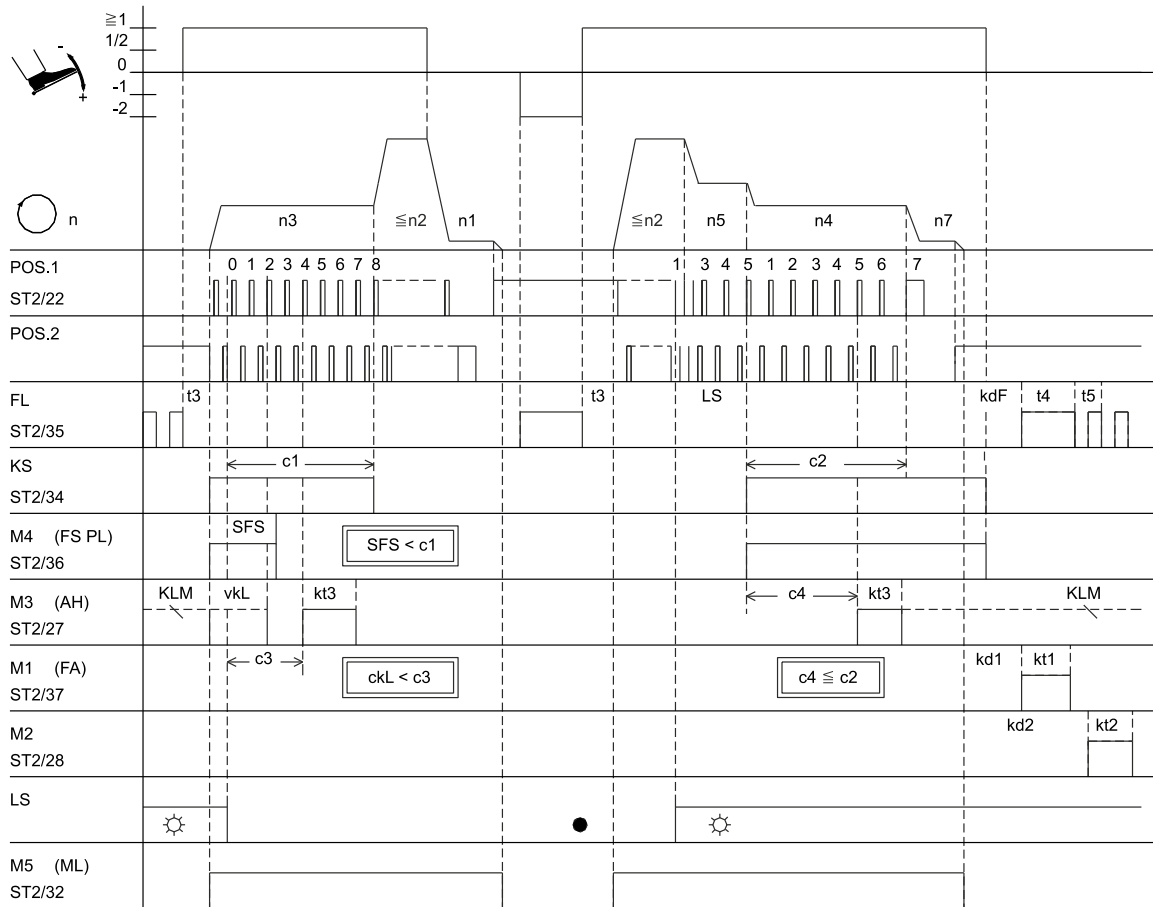 ≧1
1/2
0
-1
-2
-
+
n
n3
≦n2
n1
≦n2
n5
n4
n7
POS.1
0 1 2 3 4 5 6 7 8
1 3 4 5 1 2 3 4 5 6 7
ST2/22
POS.2
FL
t3
t3
LS
kdF
t4
t5
ST2/35
KS
c1
c2
ST2/34
M4 (FS PL)
SFS
SFS < c1
ST2/36
M3 (AH)
KLM
vkL
kt3
c4
kt3
KLM
ST2/27
c3
M1 (FA)
ckL < c3
c4 ≦ c2
kd1
kt1
ST2/37
M2
kd2
kt2
ST2/28
LS
M5 (ML)
ST2/32